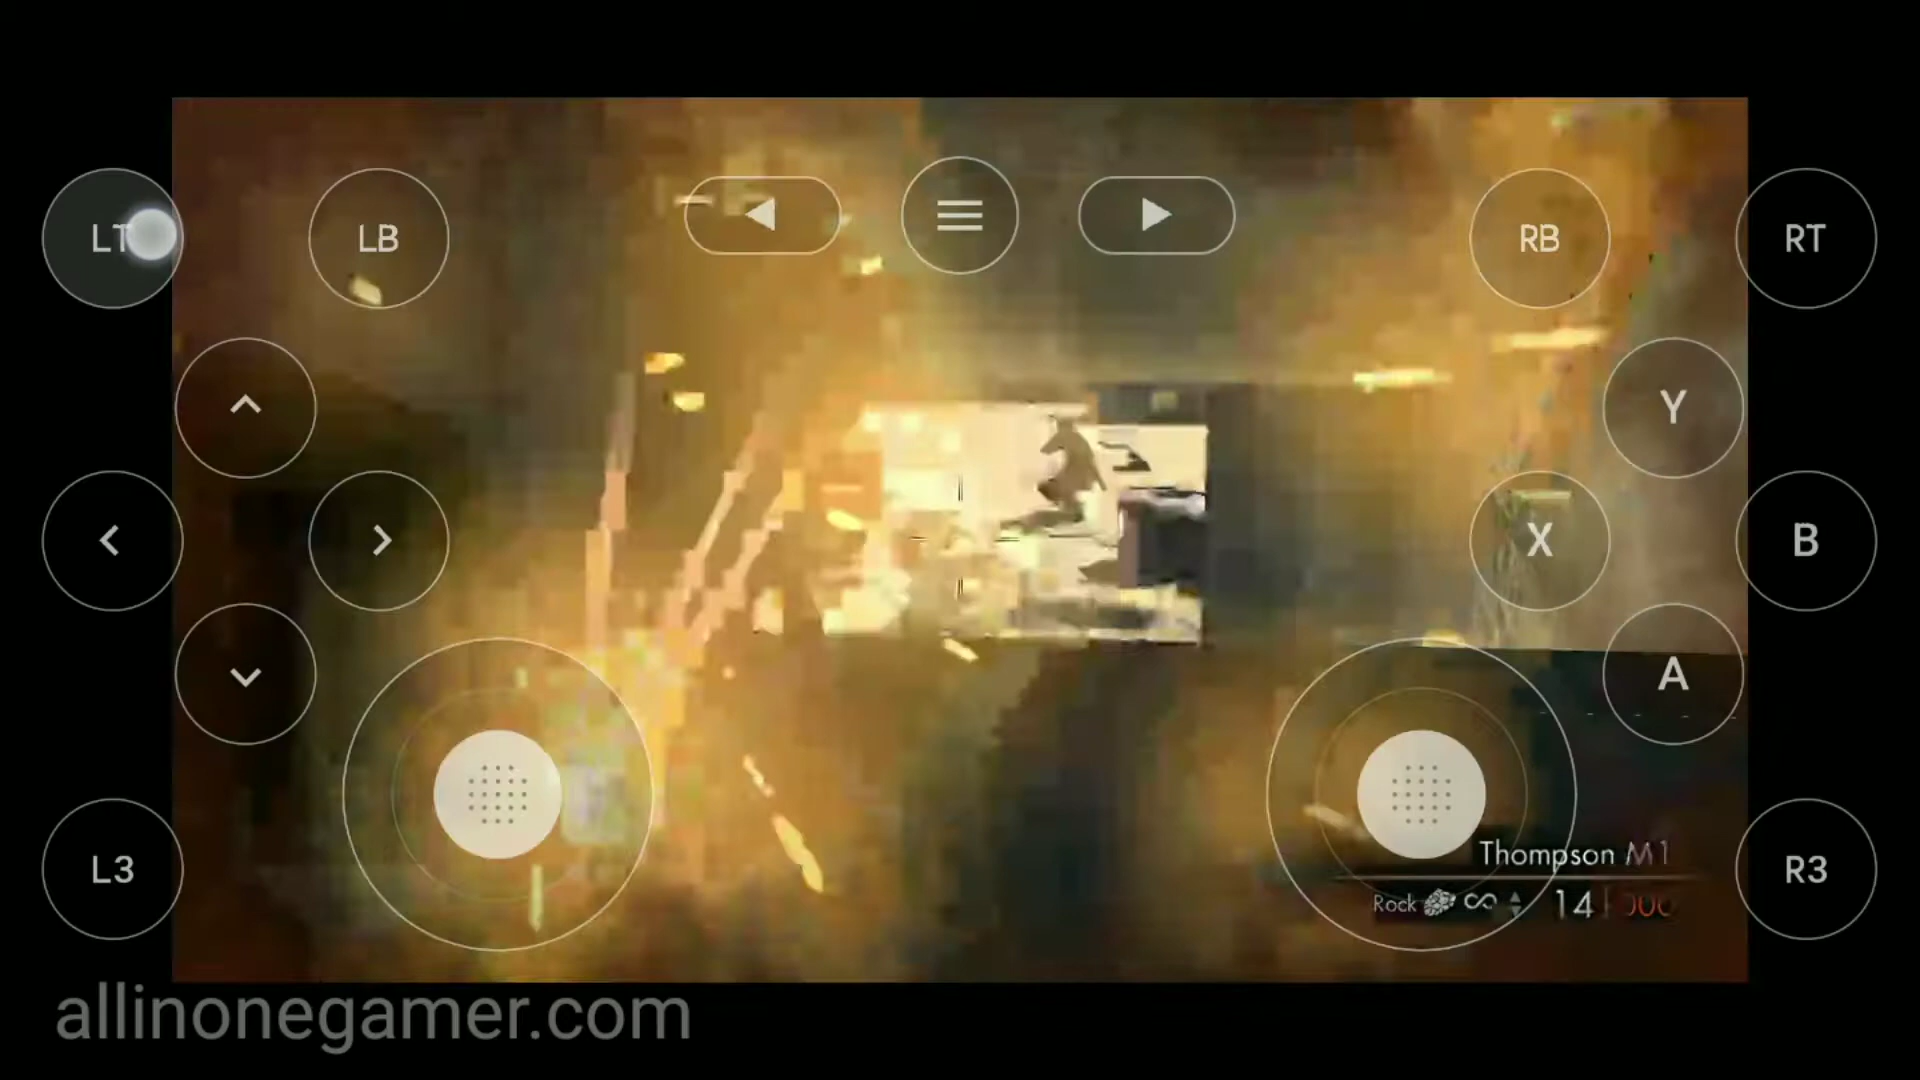 LT LB RB RT
Y
X B
A
Thompson M1
L3 R3
Rock ∞ 14
allinonegamer.com